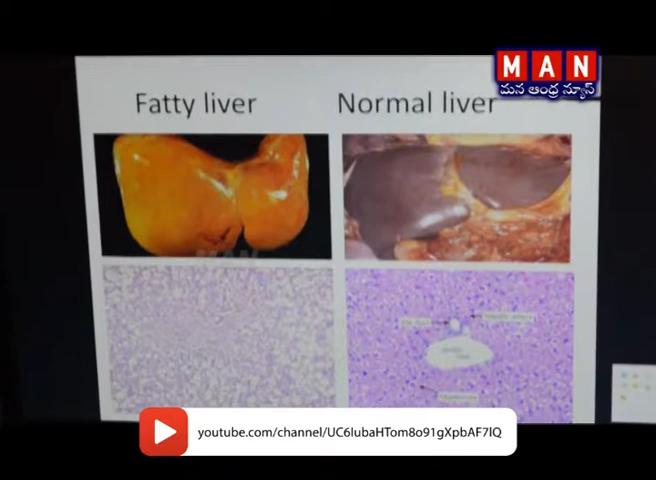 MAN
మన ఆంధ్ర న్యూస్
Fatty liver
Normal liver
youtube.com/channel/UC6lubaHTom8o91gXpbAF7lQ